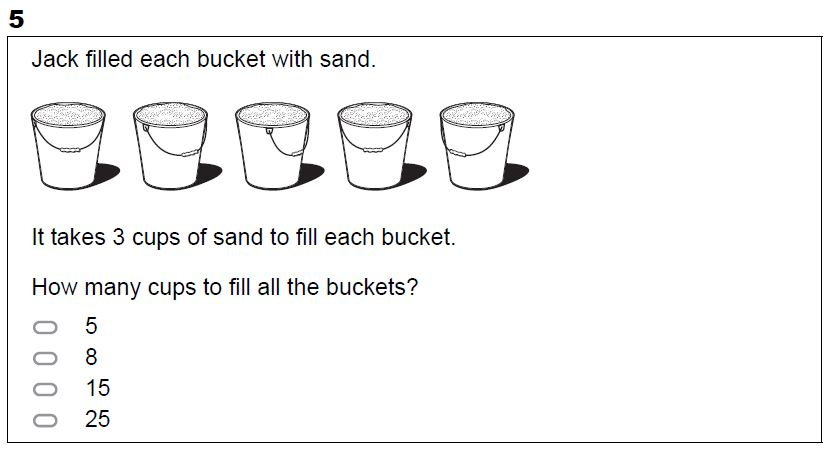 5
Jack filled each bucket with sand.
It takes 3 cups of sand to fill each bucket.
How many cups to fill all the buckets?
5
8
15
25